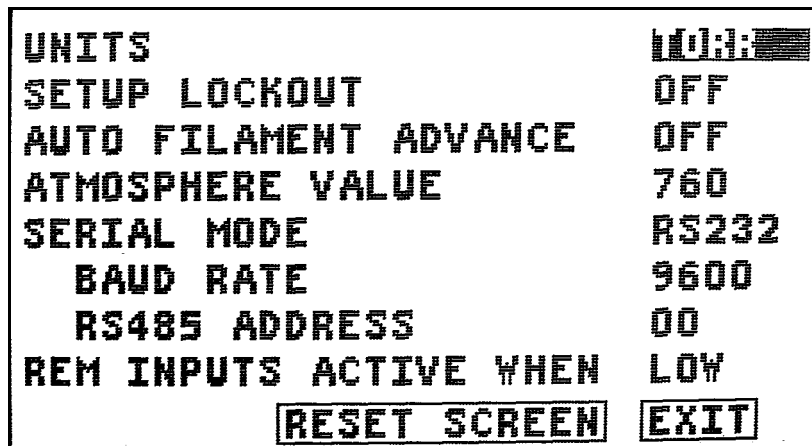 UNITS
SETUP LOCKOUT OFF
AUTO FILAMENT ADVANCE OFF
ATMOSPHERE VALUE 760
SERIAL MODE RS232
BAUD RATE 9600
RS485 ADDRESS 00
REM INPUTS ACTIVE WHEN LOW
RESET SCREEN EXIT